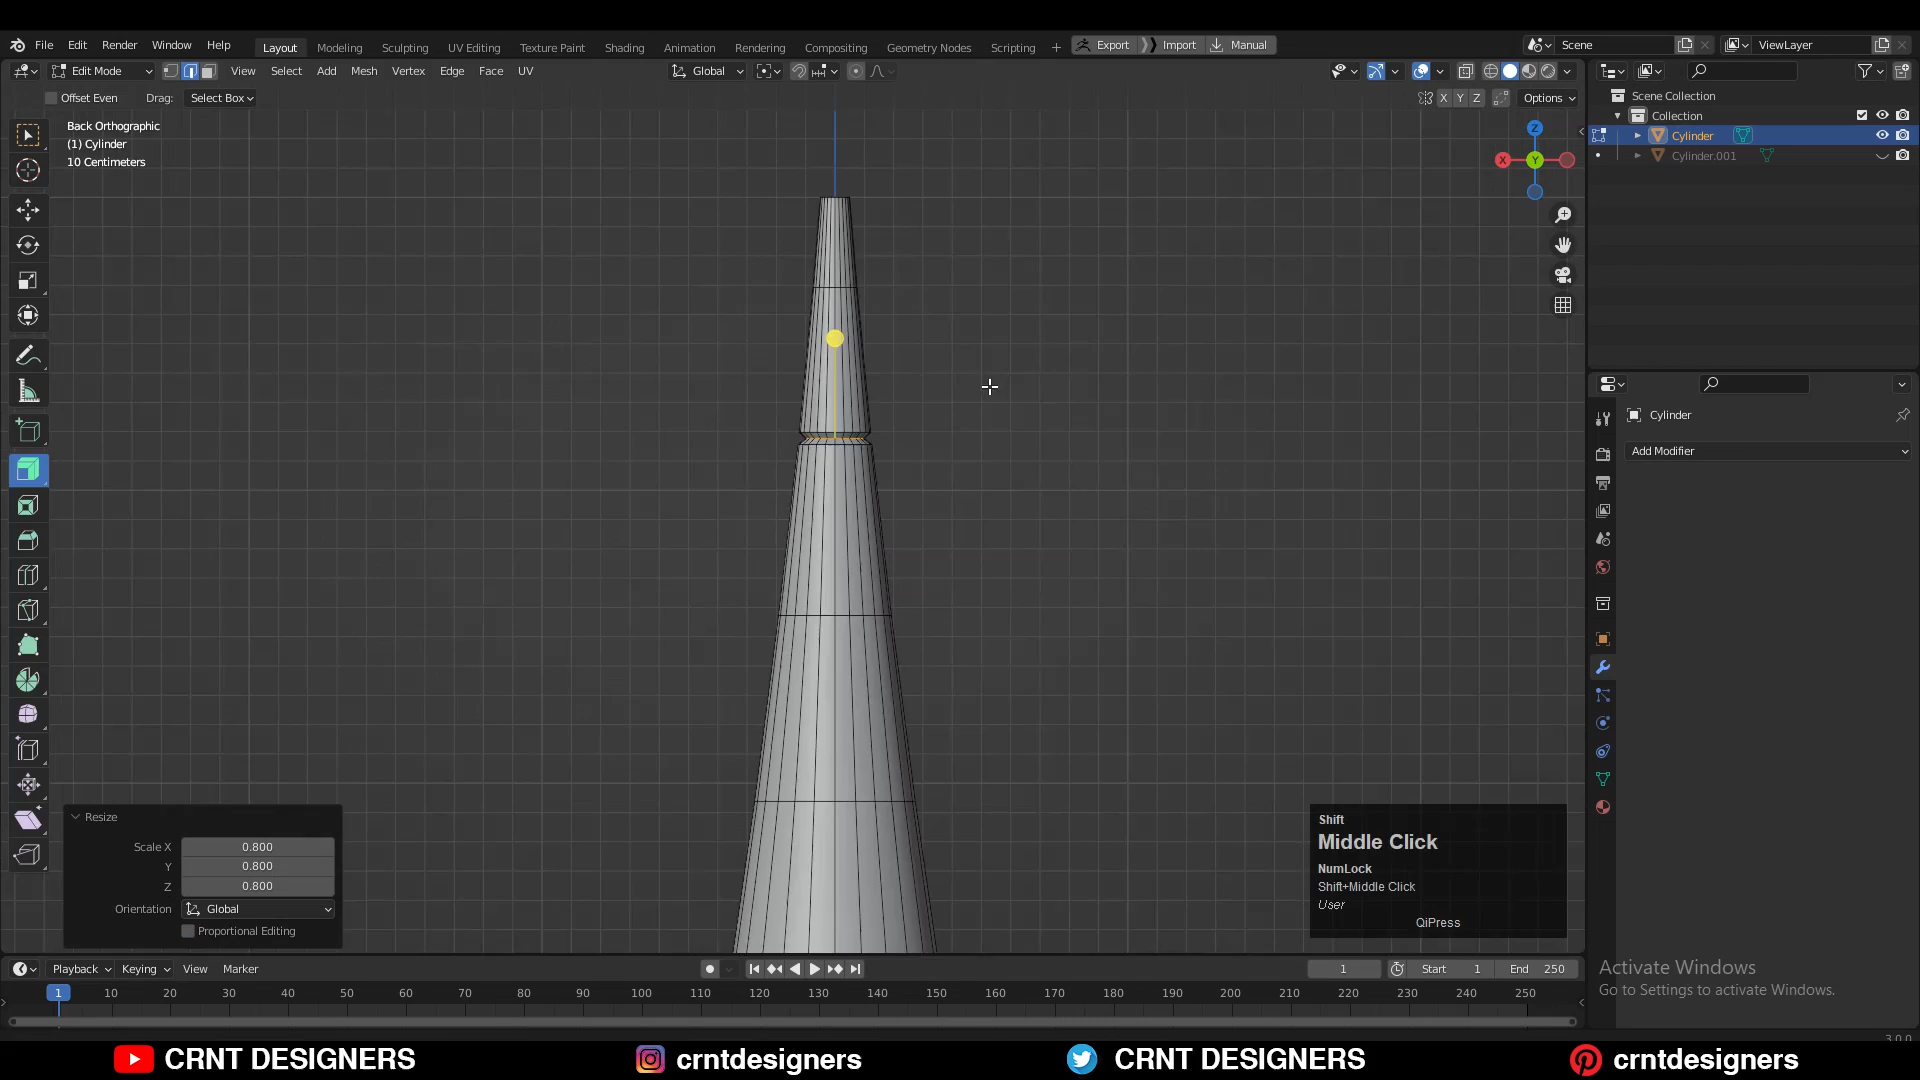 File Edit Render Window Help Layout Modeling Sculpting UV Editing Texture Paint Shading Animation Rendering Compositing Geometry Nodes Scripting + Export Import Manual Scene ViewLayer
Edit Mode View Select Add Mesh Vertex Edge Face UV Global
Offset Even Drag: Select Box X Y Z Options
Scene Collection
Collection
Cylinder
Cylinder.001
Back Orthographic
(1) Cylinder
10 Centimeters
Z
X Y
Cylinder
Add Modifier
Resize
Scale X 0.800
Y 0.800
Z 0.800
Orientation Global
Proportional Editing
Shift
Middle Click
NumLock
Shift+Middle Click
User
QiPress
Activate Windows
Go to Settings to activate Windows.
Playback Keying View Marker 1 Start 1 End 250
1 10 20 30 40 50 60 70 80 90 100 110 120 130 140 150 160 170 180 190 200 210 220 230 240 250
3.0.0
CRNT DESIGNERS crntdesigners CRNT DESIGNERS crntdesigners